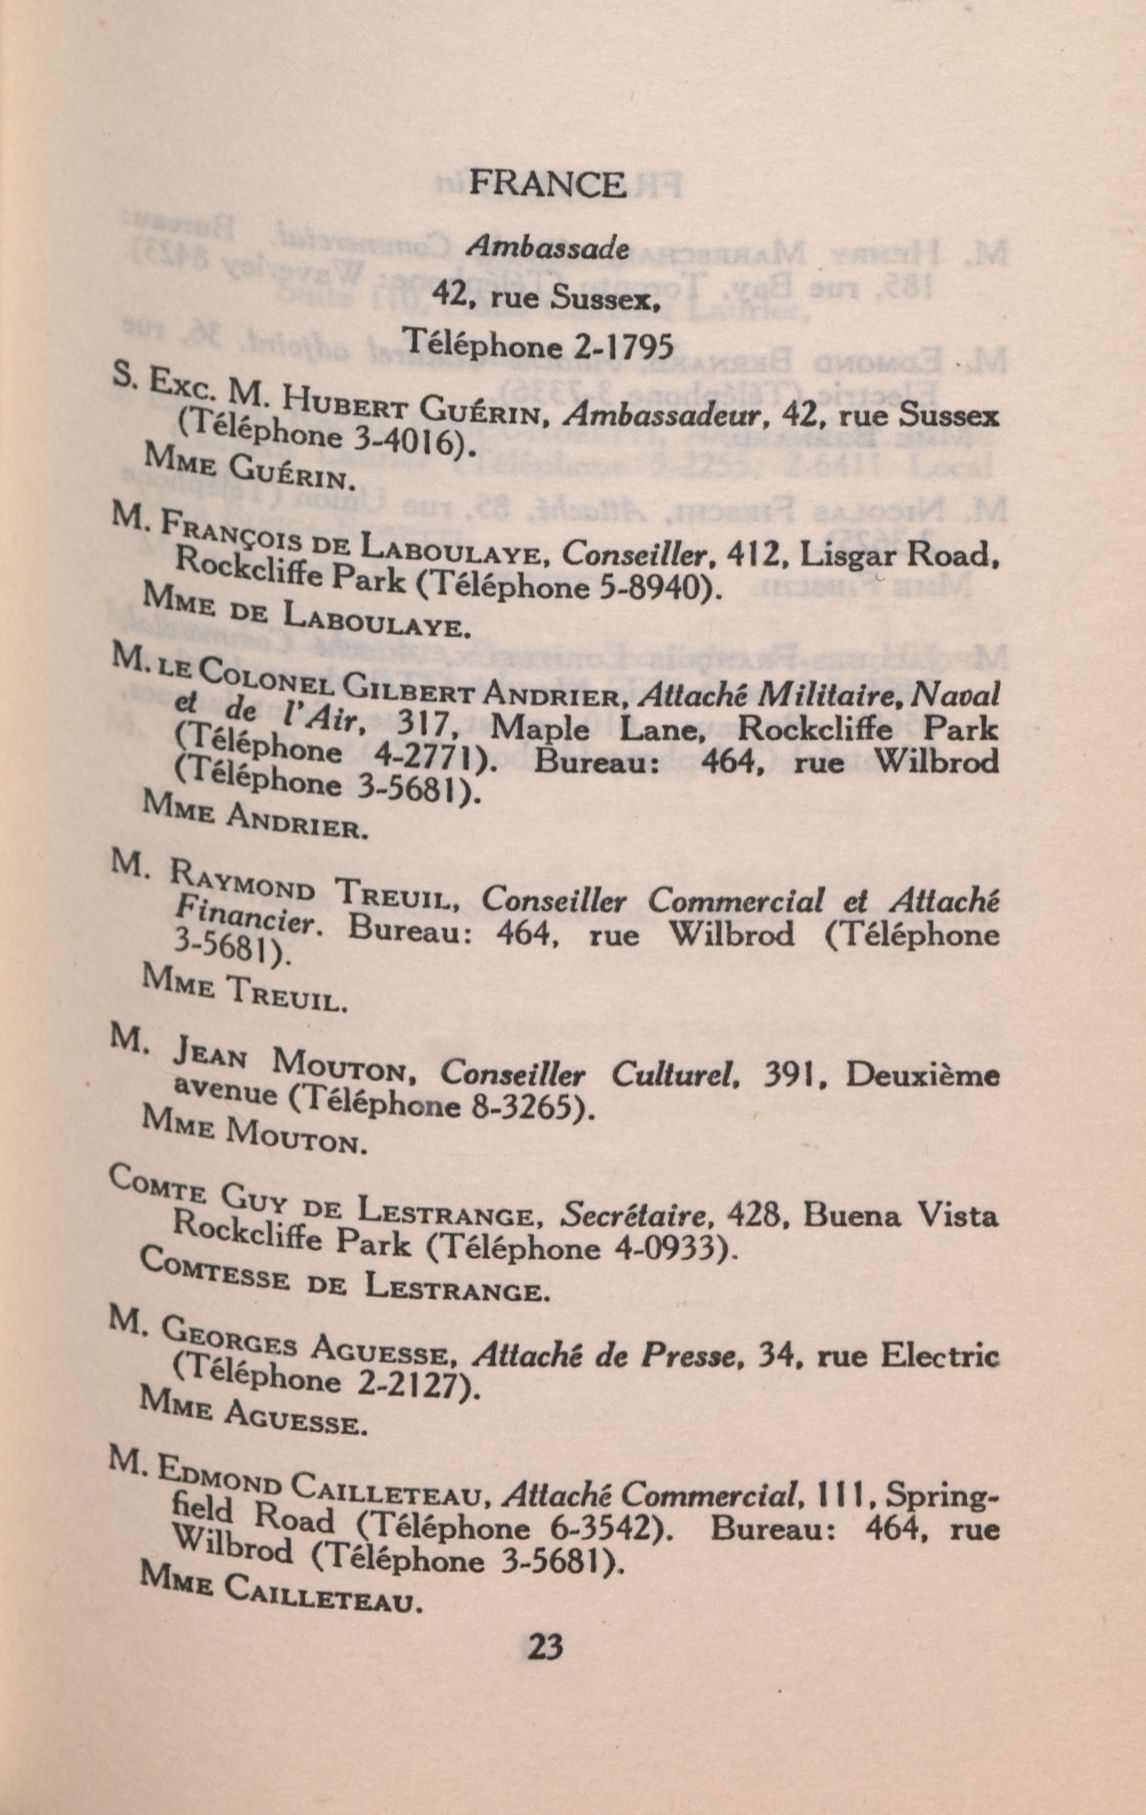 FRANCE
Ambassade
42, rue Sussex,
Téléphone 2-1795
S. Exc. M. Hubert Guérin, Ambassadeur, 42, rue Sussex
(Téléphone 3-4016).
Mme Guérin.
M. François de Laboulaye, Conseiller, 412, Lisgar Road,
Rockcliffe Park (Téléphone 5-8940).
Mme de Laboulaye.
M. le Colonel Gilbert Andrier, Attaché Militaire, Naval
et de l'Air, 317, Maple Lane, Rockcliffe Park
(Téléphone 4-2771). Bureau: 464, rue Wilbrod
(Téléphone 3-5681).
Mme Andrier.
M. Raymond Treuil, Conseiller Commercial et Attaché
Financier. Bureau: 464, rue Wilbrod (Téléphone
3-5681).
Mme Treuil.
M. Jean Mouton, Conseiller Culturel, 391, Deuxième
avenue (Téléphone 8-3265).
Mme Mouton.
Comte Guy de Lestrange, Secrétaire, 428, Buena Vista
Rockcliffe Park (Téléphone 4-0933).
Comtesse de Lestrange.
M. Georges Aguesse, Attaché de Presse, 34, rue Electric
(Téléphone 2-2127).
Mme Aguesse.
M. Edmond Cailleteau, Attaché Commercial, 111, Spring-
field Road (Téléphone 6-3542). Bureau: 464, rue
Wilbrod (Téléphone 3-5681).
Mme Cailleteau.
23